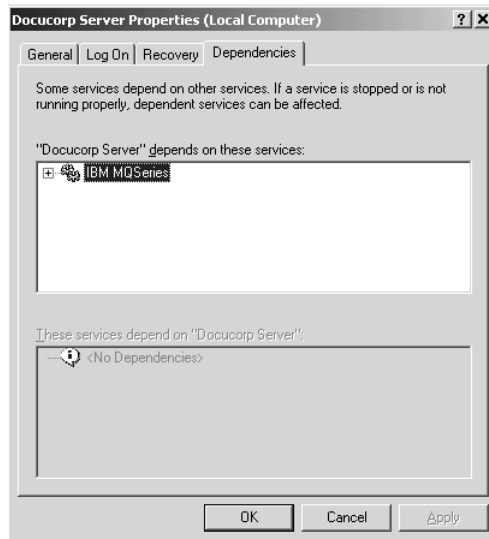 Docucorp Server Properties (Local Computer)
General Log On Recovery Dependencies
Some services depend on other services. If a service is stopped or is not
running properly, dependent services can be affected.
"Docucorp Server" depends on these services:
IBM MQSeries
These services depend on "Docucorp Server":
<No Dependencies>
OK Cancel Apply